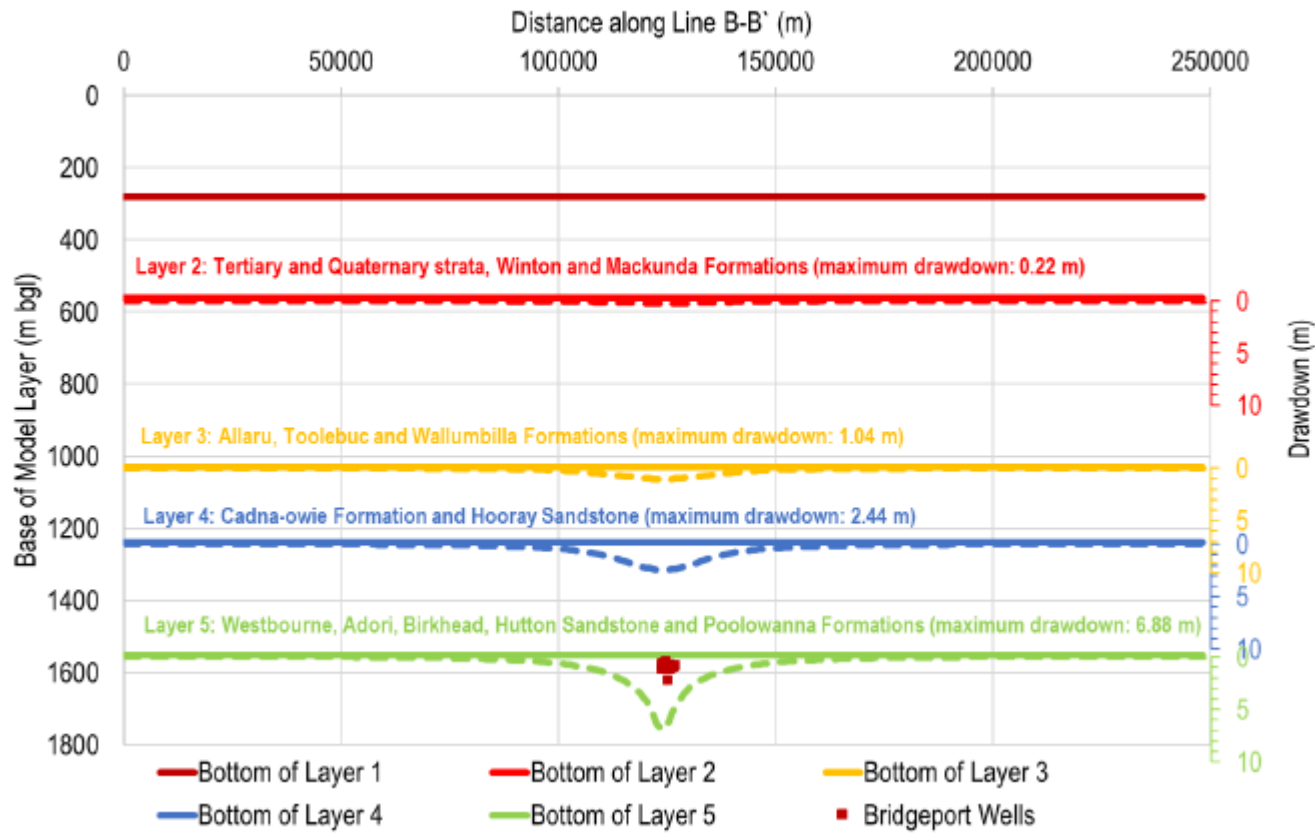 Distance along Line B-B` (m)
0 50000 100000 150000 200000 250000
0
200
400
600
800
1000
1200
1400
1600
1800
Base of Model Layer (m bgl)
Layer 2: Tertiary and Quaternary strata, Winton and Mackunda Formations (maximum drawdown: 0.22 m)
0
5
10
Drawdown (m)
Layer 3: Allaru, Toolebuc and Wallumbilla Formations (maximum drawdown: 1.04 m)
0
5
10
Layer 4: Cadna-owie Formation and Hooray Sandstone (maximum drawdown: 2.44 m)
0
5
10
Layer 5: Westbourne, Adori, Birkhead, Hutton Sandstone and Poolowanna Formations (maximum drawdown: 6.88 m)
0
5
10
Bottom of Layer 1 Bottom of Layer 2 Bottom of Layer 3
Bottom of Layer 4 Bottom of Layer 5 Bridgeport Wells